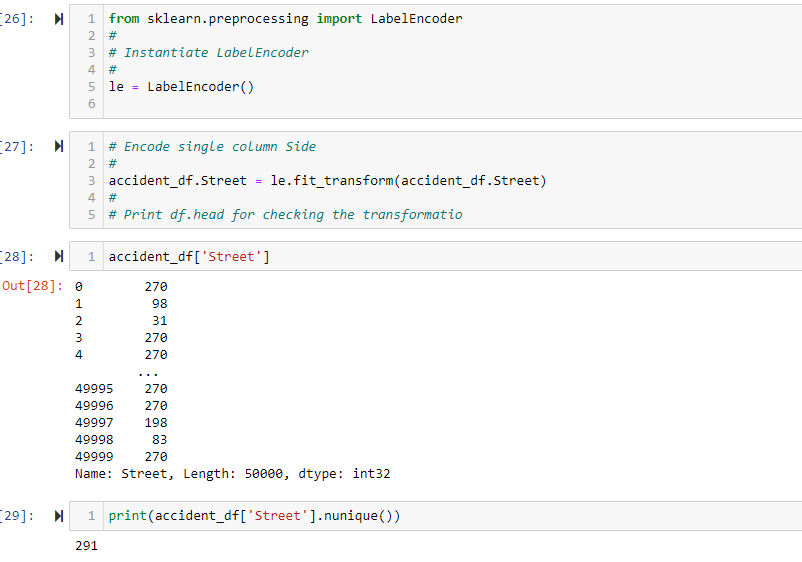 [26]:
1 from sklearn.preprocessing import LabelEncoder
2 #
3 # Instantiate LabelEncoder
4 #
5 le = LabelEncoder()
6
[27]:
1 # Encode single column Side
2 #
3 accident_df.Street = le.fit_transform(accident_df.Street)
4 #
5 # Print df.head for checking the transformatio
[28]:
1 accident_df['Street']
Out[28]:
0 270
1 98
2 31
3 270
4 270
...
49995 270
49996 270
49997 198
49998 83
49999 270
Name: Street, Length: 50000, dtype: int32
[29]:
1 print(accident_df['Street'].nunique())
291